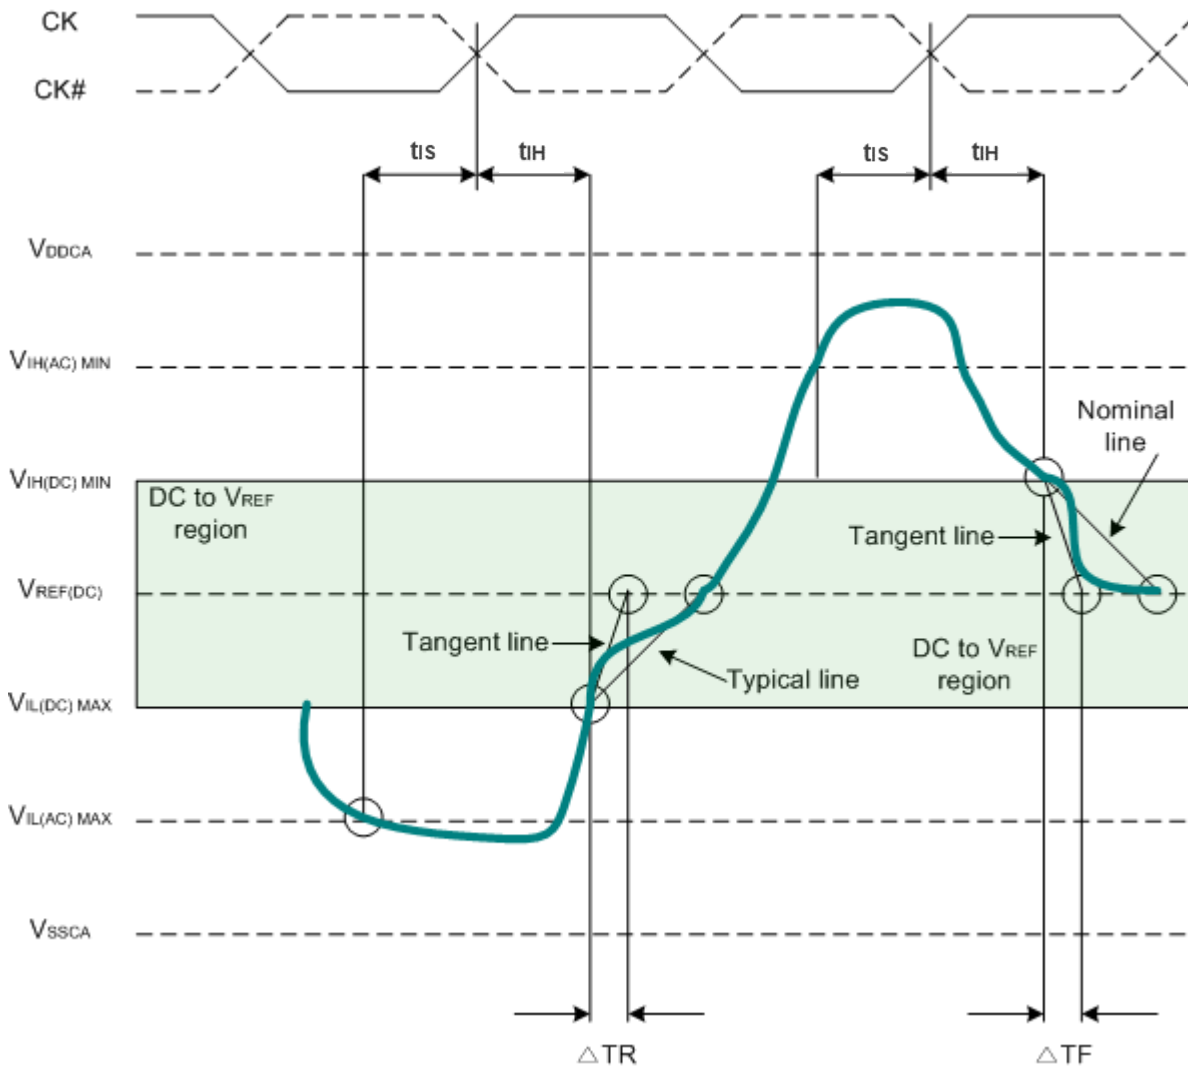 CK
CK#
tIS
tIH
tIS
tIH
VDDCA
VIH(AC) MIN
Nominal
line
VIH(DC) MIN
DC to VREF
region
Tangent line
VREF(DC)
Tangent line
DC to VREF
region
Typical line
VIL(DC) MAX
VIL(AC) MAX
VSSCA
△TR
△TF